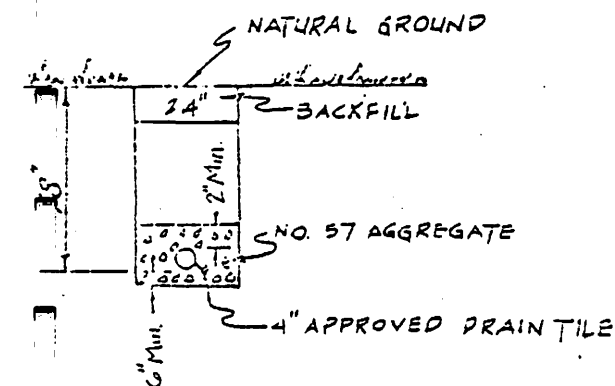 NATURAL GROUND
24"
BACKFILL
2" Min.
NO. 57 AGGREGATE
4" APPROVED DRAIN TILE
6" Min.